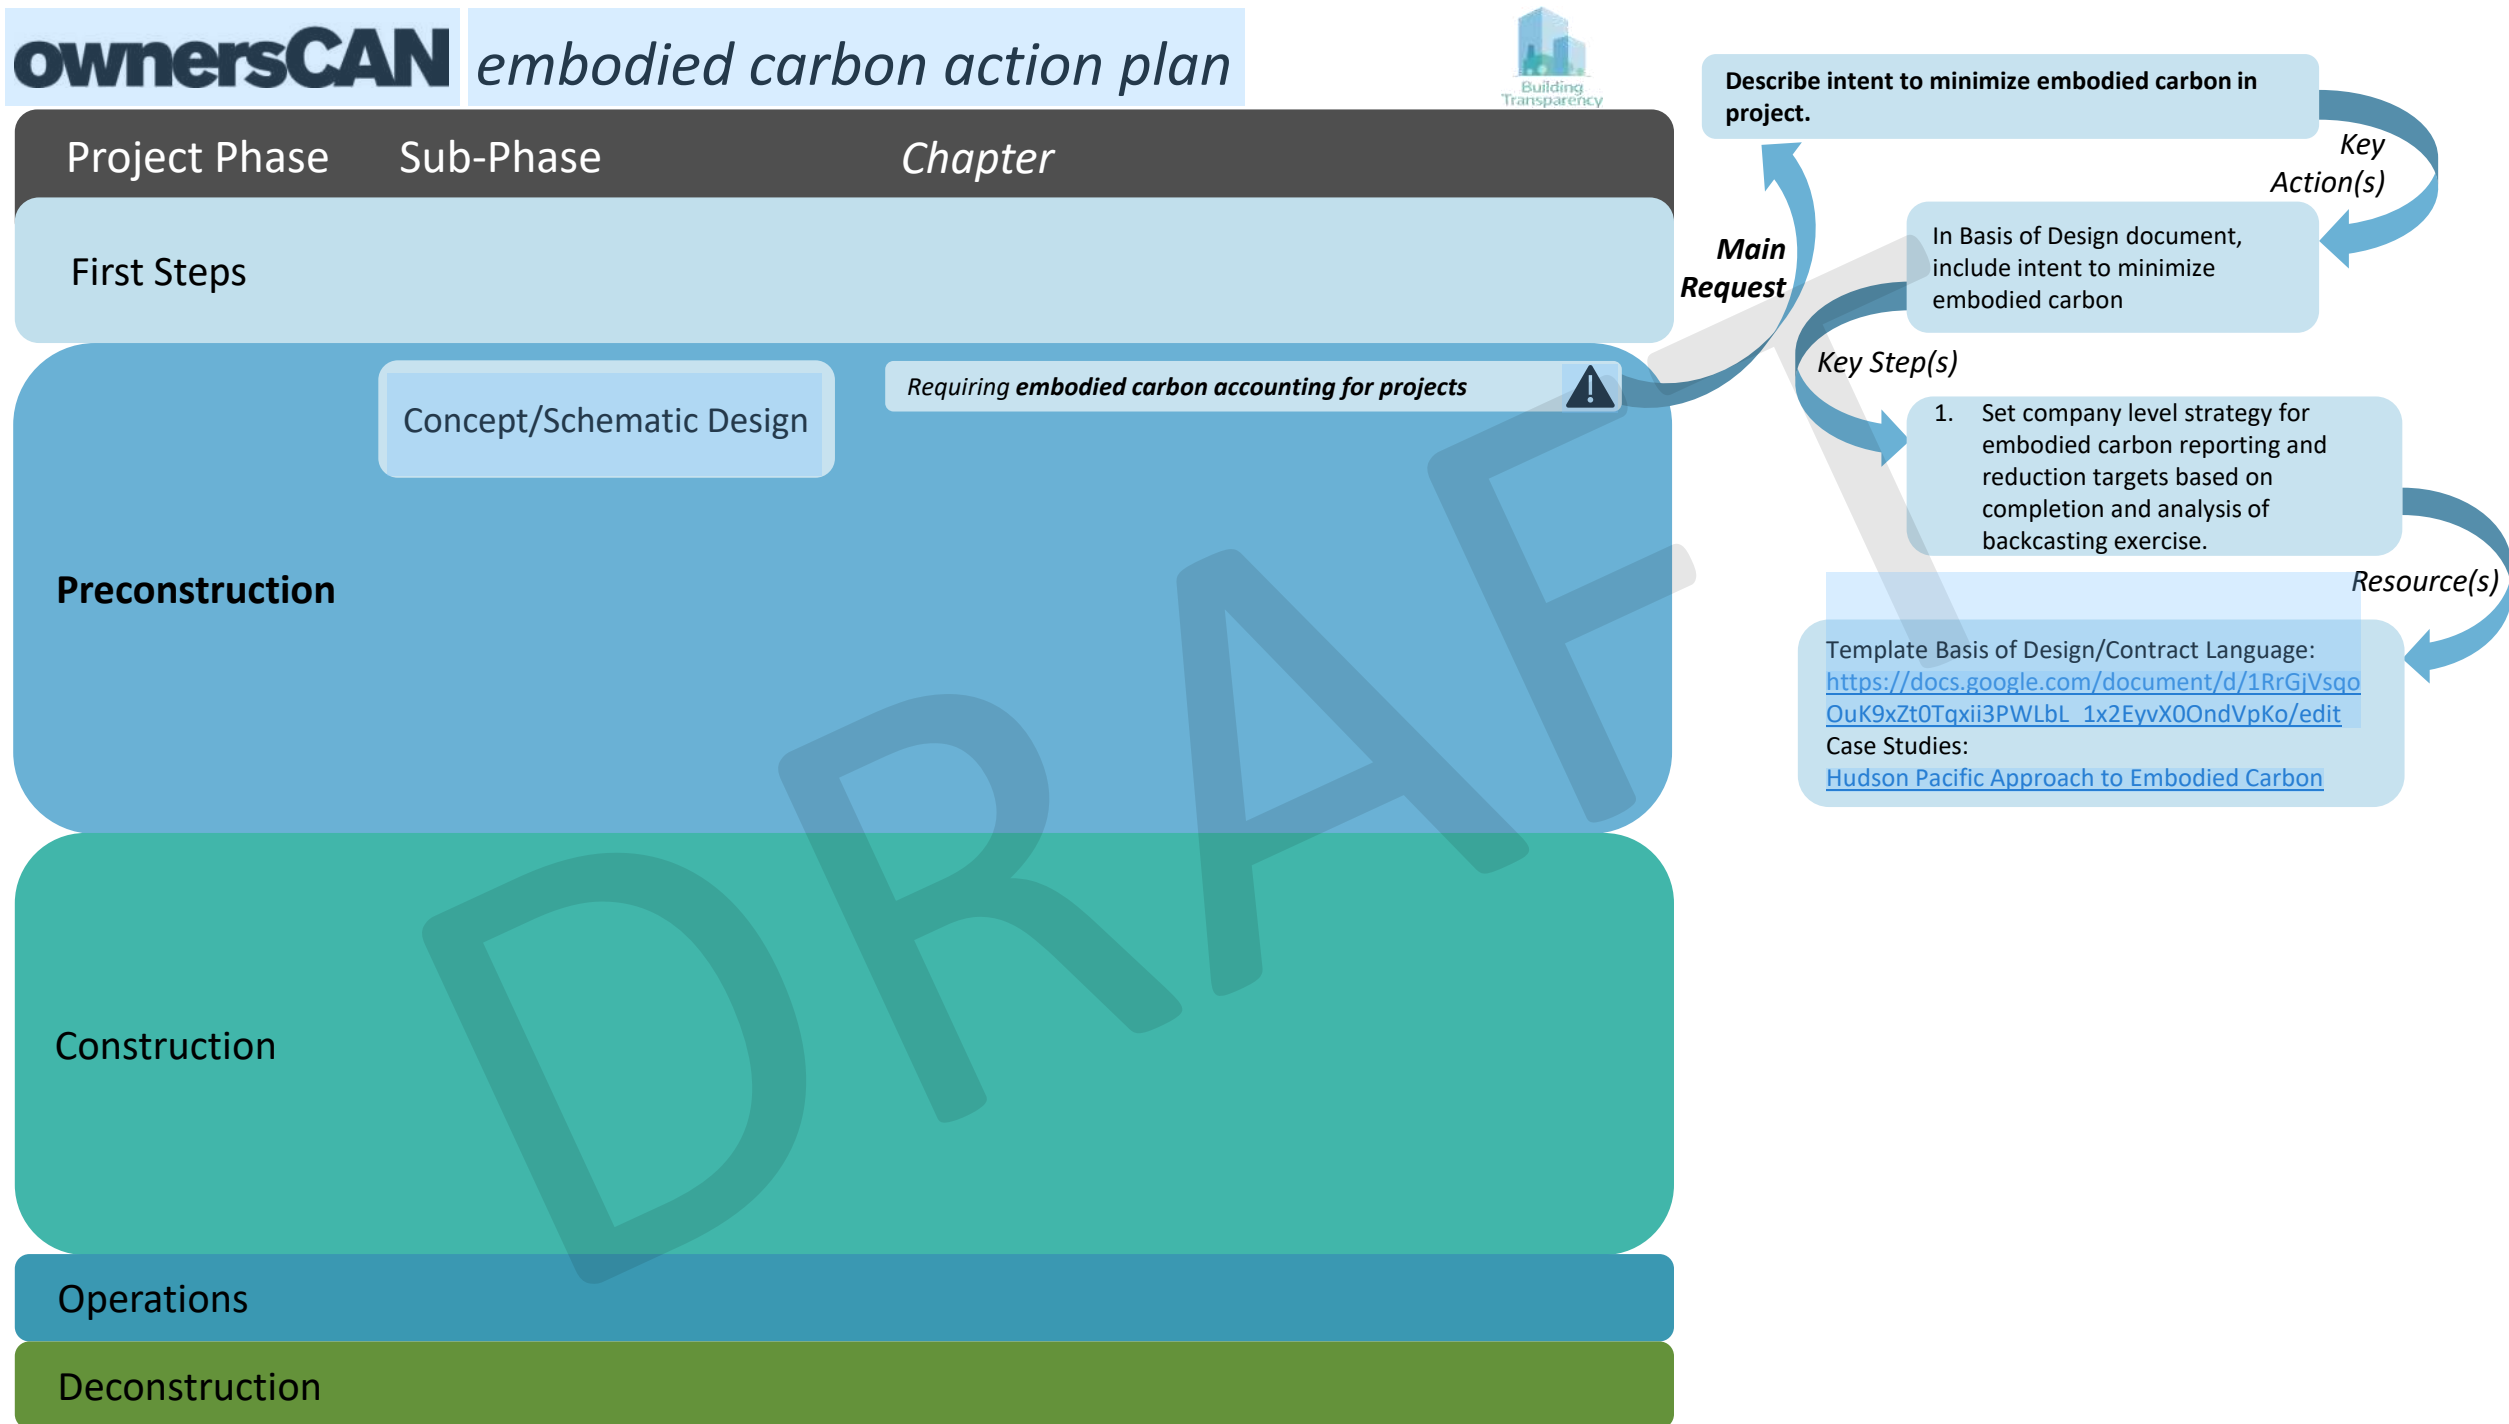 ownersCAN embodied carbon action plan
Building
Transparency
Project Phase Sub-Phase Chapter
First Steps
Preconstruction
Concept/Schematic Design
Requiring embodied carbon accounting for projects
Construction
Operations
Deconstruction
Main
Request
Describe intent to minimize embodied carbon in
project.
Key
Action(s)
In Basis of Design document,
include intent to minimize
embodied carbon
Key Step(s)
1. Set company level strategy for
embodied carbon reporting and
reduction targets based on
completion and analysis of
backcasting exercise.
Resource(s)
Template Basis of Design/Contract Language:
https://docs.google.com/document/d/1RrGjVsqo
OuK9xZt0Tqxii3PWLbL_1x2EyvX0OndVpKo/edit
Case Studies:
Hudson Pacific Approach to Embodied Carbon
DRAFT